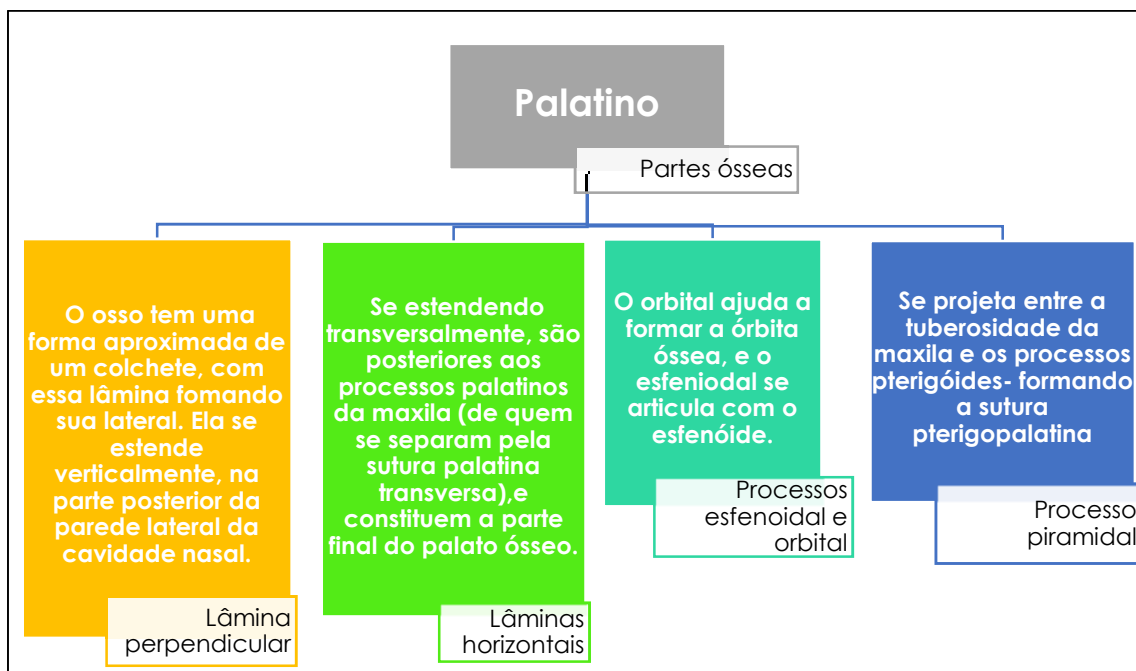 Palatino
Partes ósseas
O osso tem uma
forma aproximada de
um colchete, com
essa lâmina fomando
sua lateral. Ela se
estende
verticalmente, na
parte posterior da
parede lateral da
cavidade nasal.
Lâmina
perpendicular
Se estendendo
transversalmente, são
posteriores aos
processos palatinos
da maxila (de quem
se separam pela
sutura palatina
transversa),e
constituem a parte
final do palato ósseo.
Lâminas
horizontais
O orbital ajuda a
formar a órbita
óssea, e o
esfeniodal se
articula com o
esfenóide.
Processos
esfenoidal e
orbital
Se projeta entre a
tuberosidade da
maxila e os processos
pterigóides- formando
a sutura
pterigopalatina
Processo
piramidal